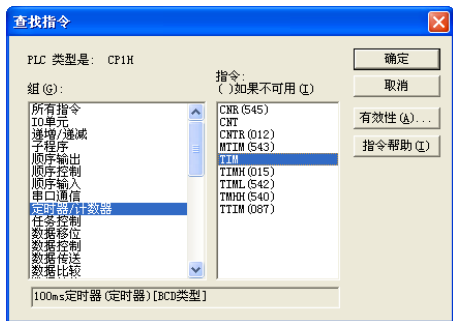 查找指令
PLC 类型是: CP1H
确定
取消
有效性(A)...
指令帮助(I)
组(G):
所有指令
IO单元
递增/递减
子程序
顺序输出
顺序控制
顺序输入
串口通信
定时器/计数器
任务控制
数据移位
数据控制
数据传送
数据比较
指令:
( )如果不可用(I)
CNR(545)
CNT
CNTR(012)
MTIM(543)
TIM
TIMH(015)
TIML(542)
TMHH(540)
TTIM(087)
100ms定时器(定时器)[BCD类型]